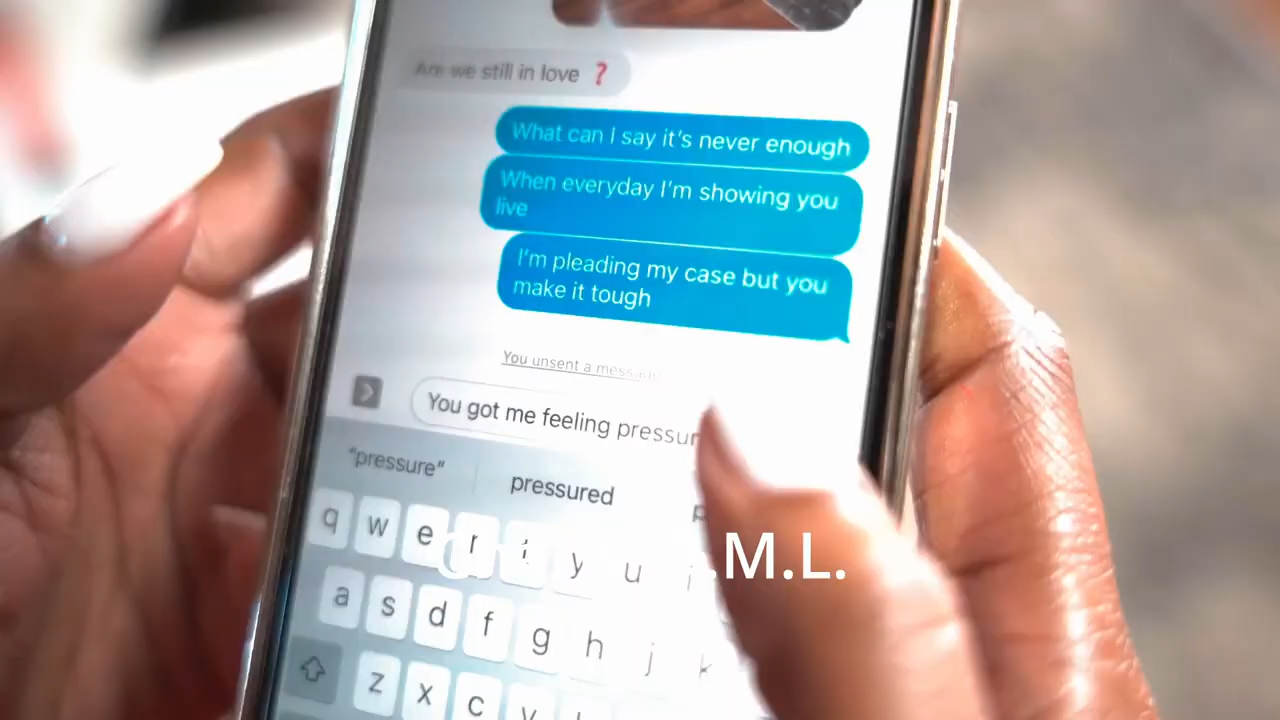 Are we still in love ❓
What can I say it's never enough
When everyday I'm showing you
live
I'm pleading my case but you
make it tough
You unsent a message
You got me feeling pressur
"pressure" pressured
q w e r y u i
.M.L.
a s d f g h j k
z x c v